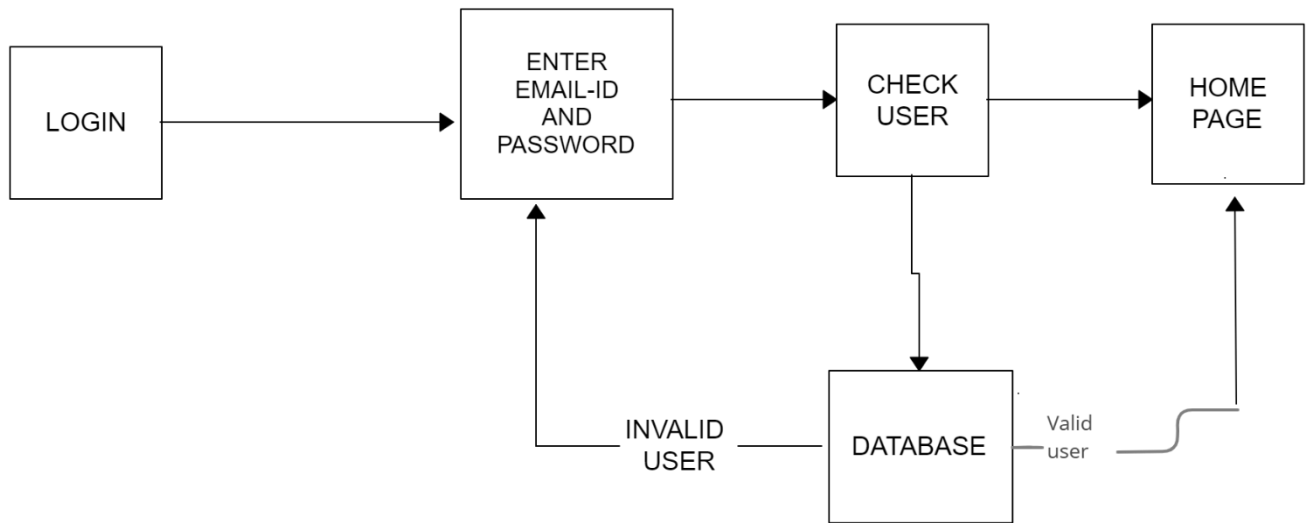 LOGIN
ENTER
EMAIL-ID
AND
PASSWORD
CHECK
USER
HOME
PAGE
INVALID
USER
DATABASE
Valid
user